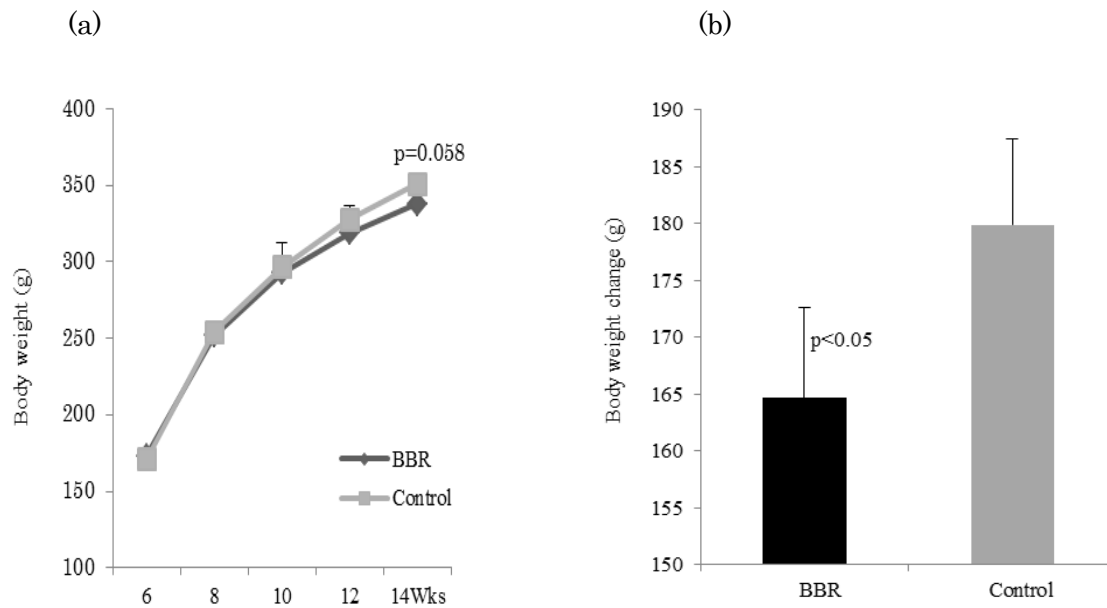 (a)
(b)
Body weight (g)
400
350
300
250
200
150
100
p=0.058
BBR
Control
6 8 10 12 14Wks
Body weight change (g)
190
185
180
175
170
165
160
155
150
p<0.05
BBR Control